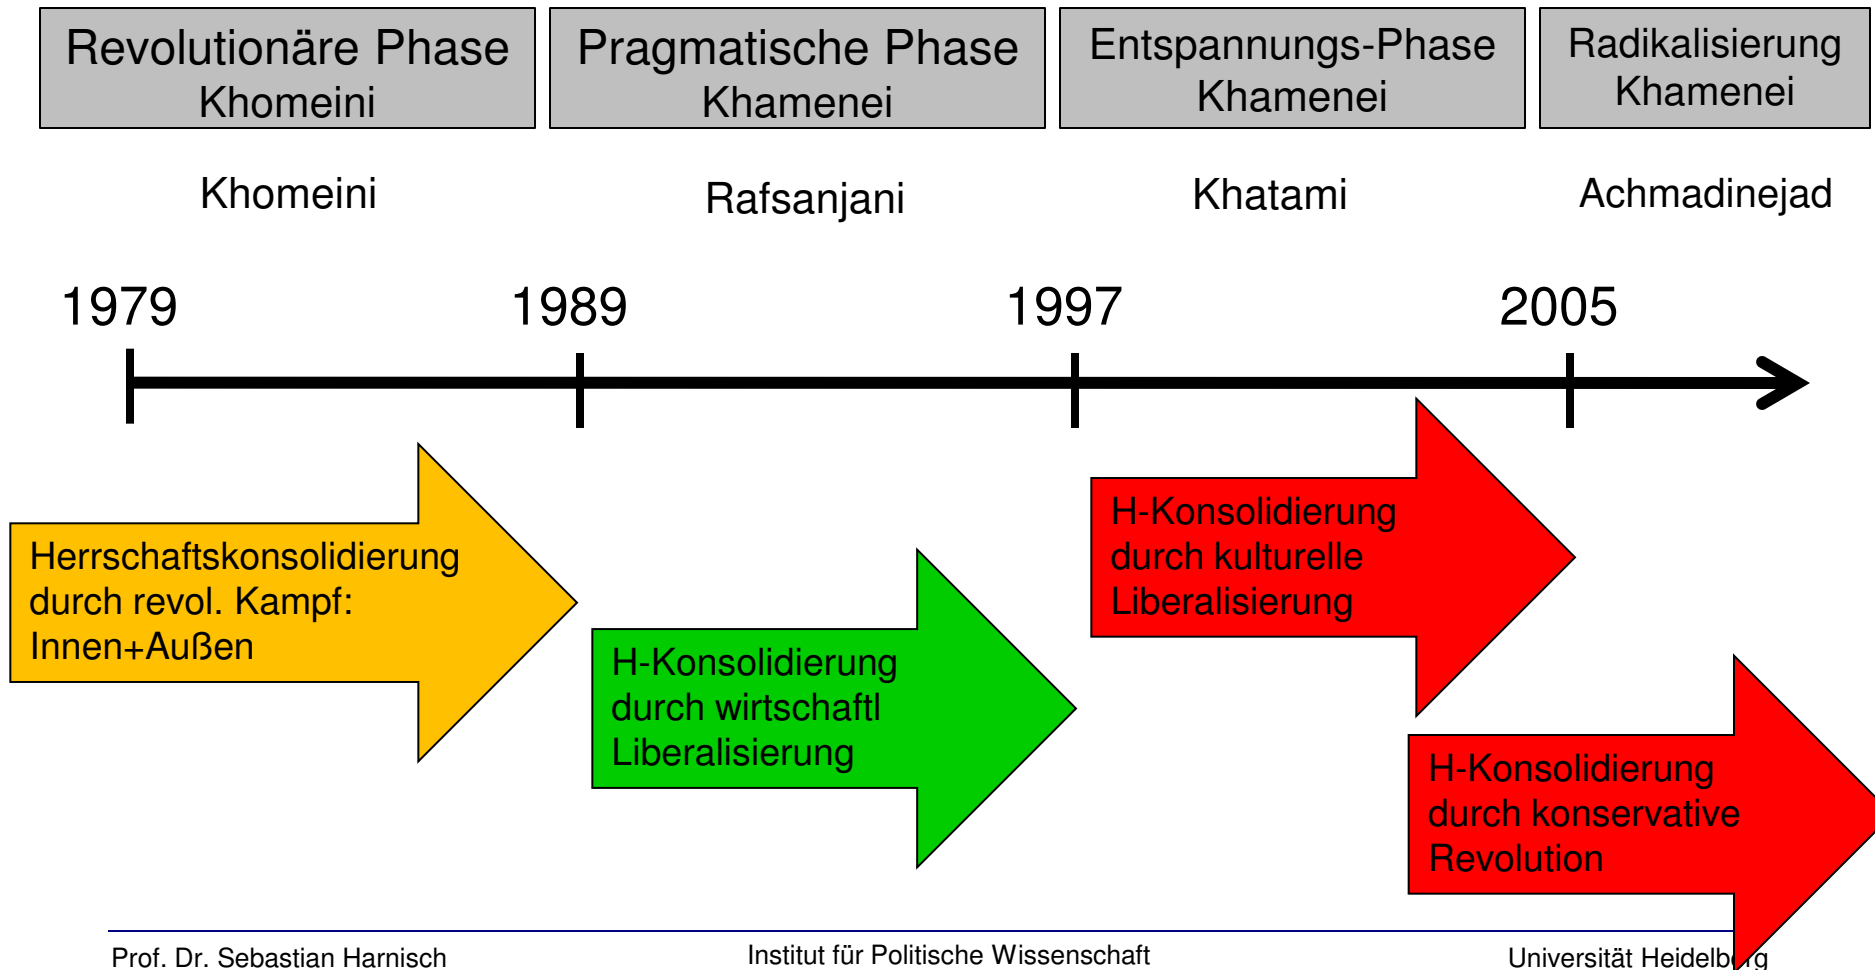 Revolutionäre Phase
Khomeini
Pragmatische Phase
Khamenei
Entspannungs-Phase
Khamenei
Radikalisierung
Khamenei
Khomeini
Rafsanjani
Khatami
Achmadinejad
1979
1989
1997
2005
Herrschaftskonsolidierung
durch revol. Kampf:
Innen+Außen
H-Konsolidierung
durch wirtschaftl
Liberalisierung
H-Konsolidierung
durch kulturelle
Liberalisierung
H-Konsolidierung
durch konservative
Revolution
Prof. Dr. Sebastian Harnisch
Institut für Politische Wissenschaft
Universität Heidelberg